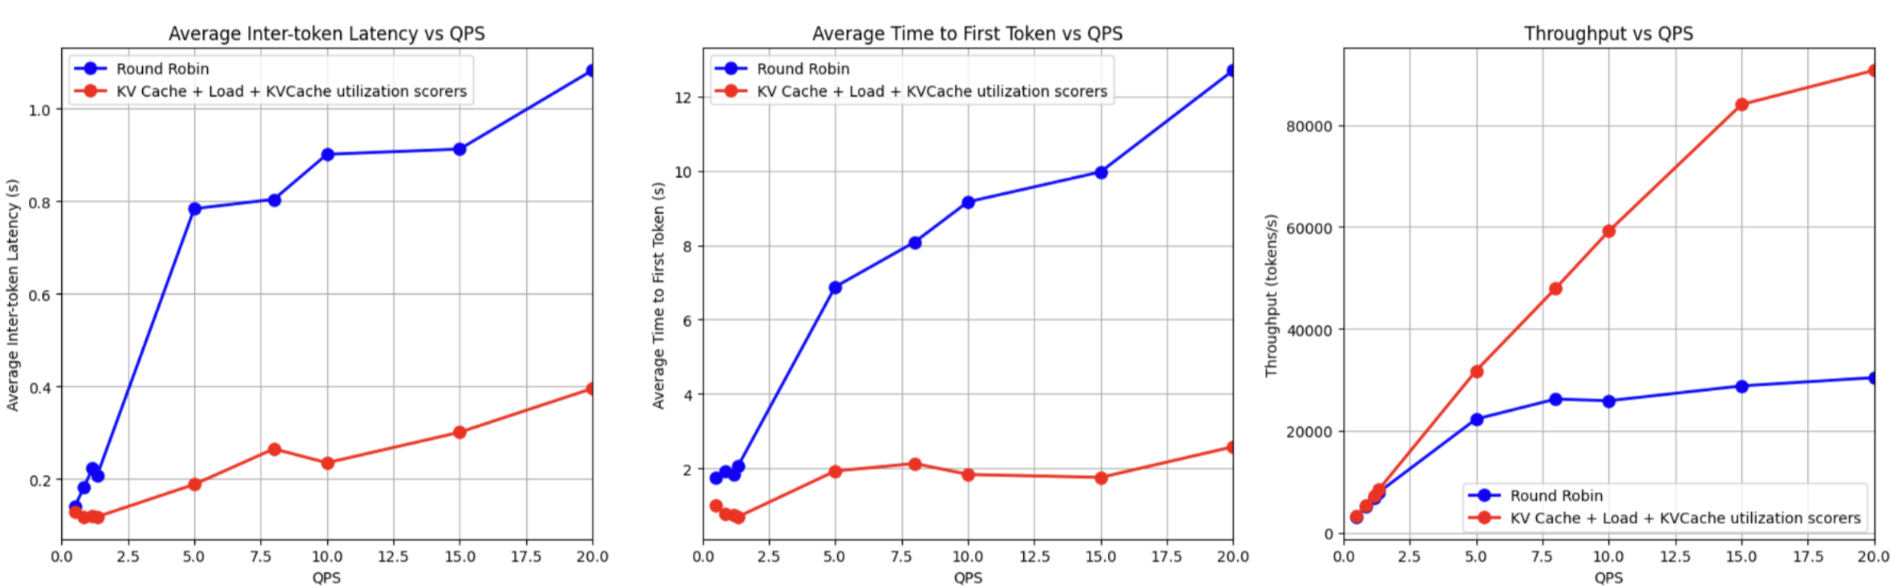 Average Inter-token Latency vs QPS
Round Robin
KV Cache + Load + KVCache utilization scorers
1.0
0.8
0.6
0.4
0.2
Average Inter-token Latency (s)
0.0 2.5 5.0 7.5 10.0 12.5 15.0 17.5 20.0
QPS
Average Time to First Token vs QPS
Round Robin
KV Cache + Load + KVCache utilization scorers
12
10
8
6
4
2
Average Time to First Token (s)
0.0 2.5 5.0 7.5 10.0 12.5 15.0 17.5 20.0
QPS
Throughput vs QPS
80000
60000
40000
20000
0
Throughput (tokens/s)
Round Robin
KV Cache + Load + KVCache utilization scorers
0.0 2.5 5.0 7.5 10.0 12.5 15.0 17.5 20.0
QPS